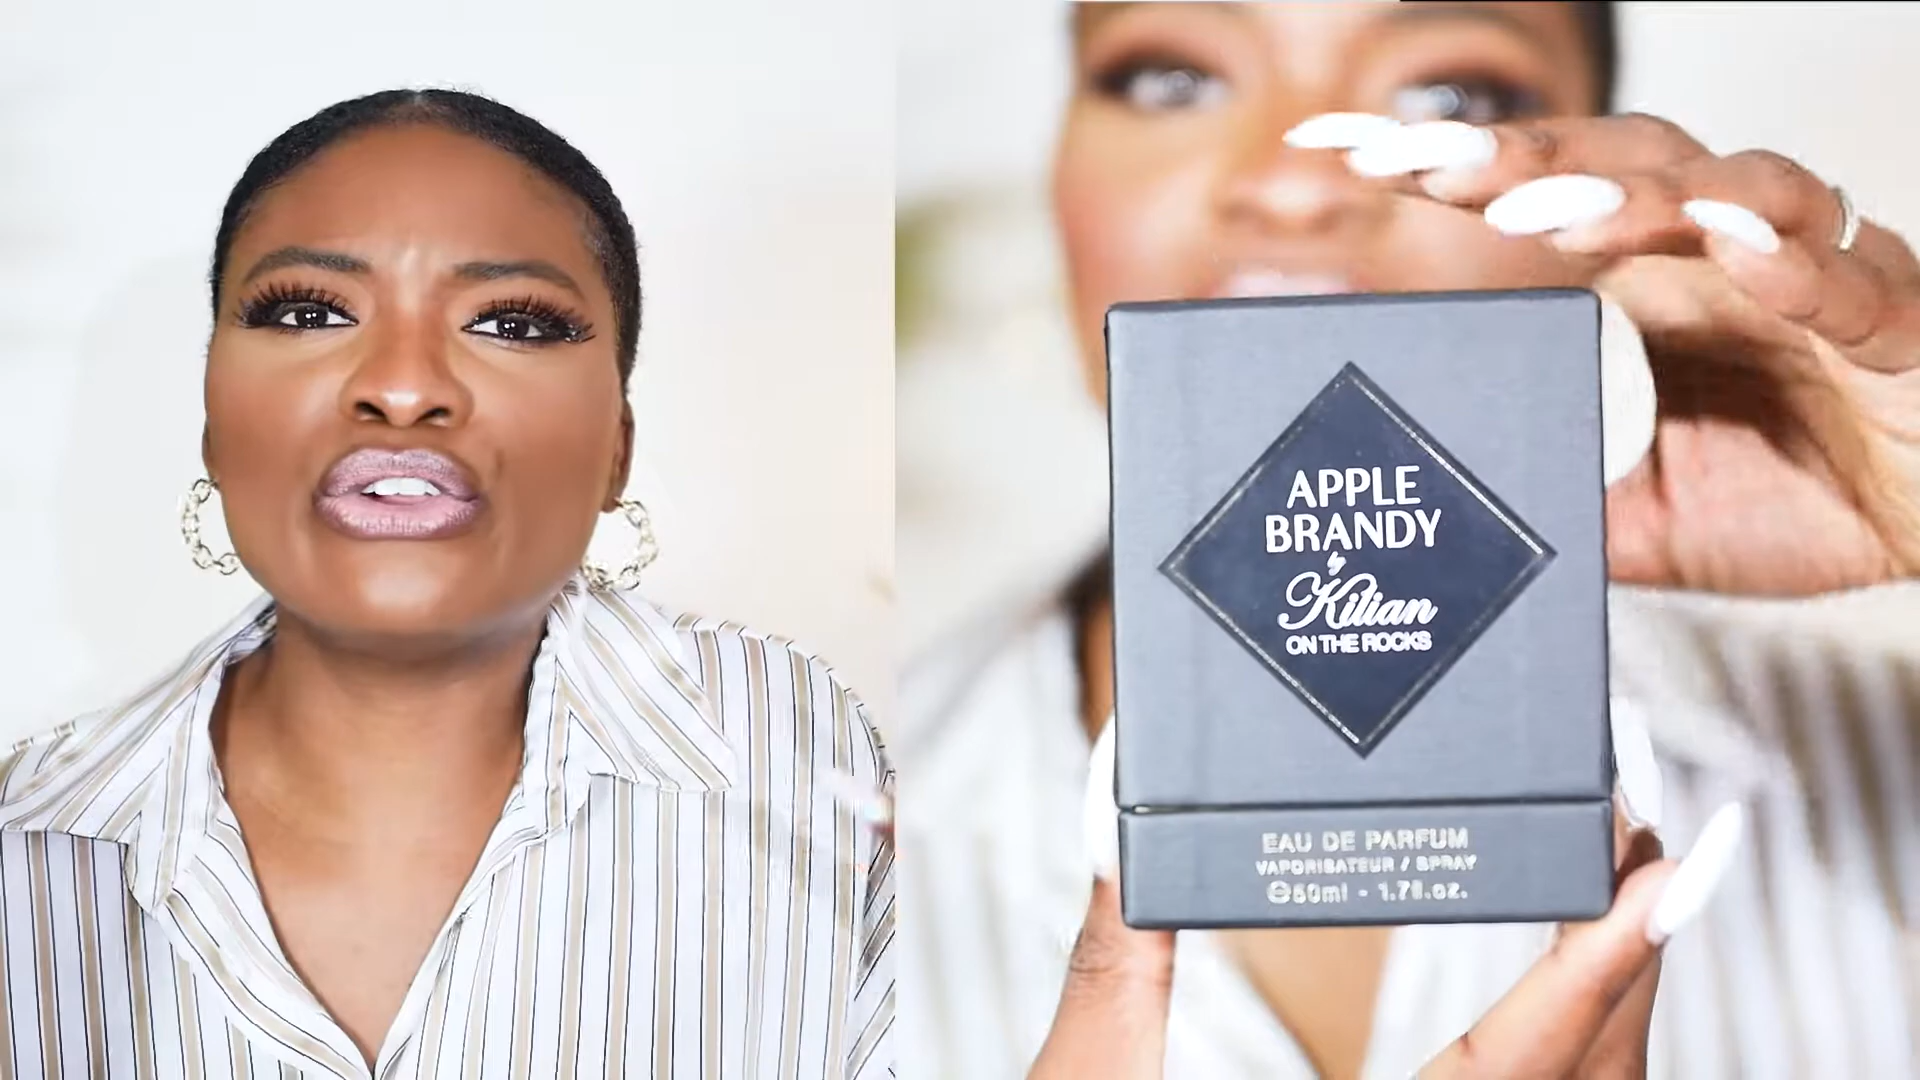 APPLE
BRANDY
by
Kilian
ON THE ROCKS
EAU DE PARFUM
VAPORISATEUR / SPRAY
℮50ml - 1.7fl.oz.